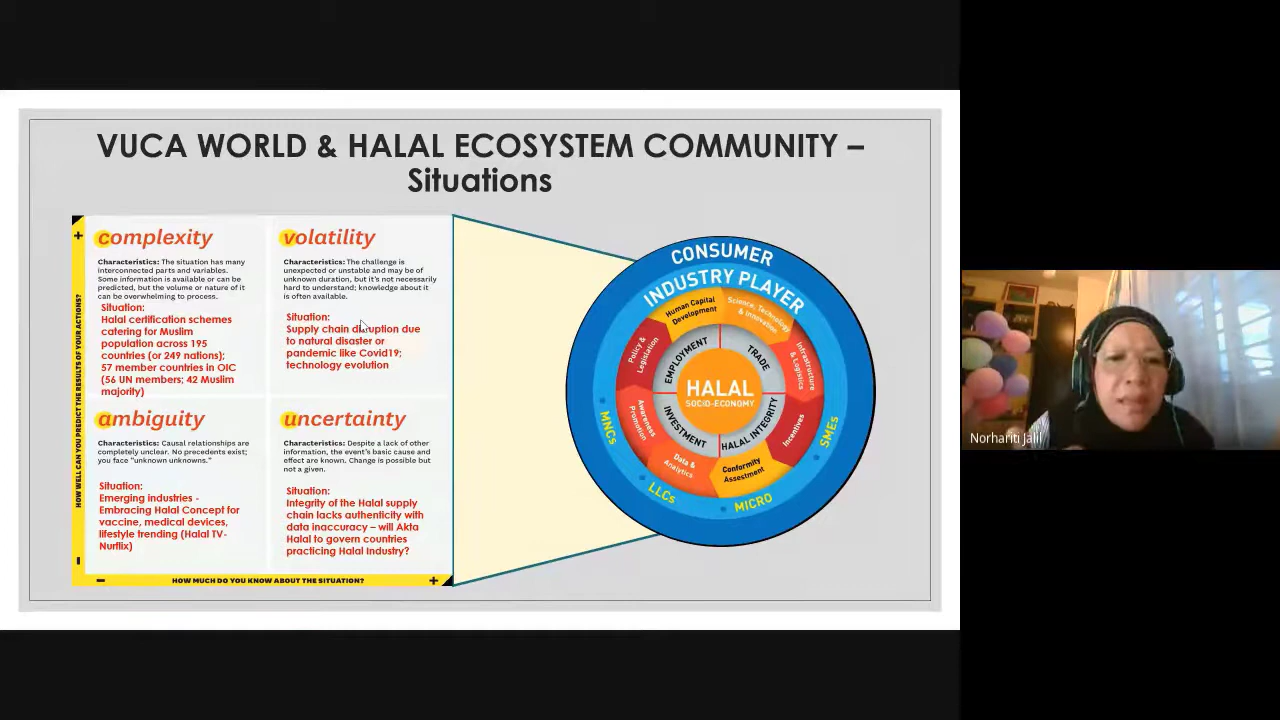 VUCA WORLD & HALAL ECOSYSTEM COMMUNITY –
Situations
complexity
Characteristics: The situation has many
interconnected parts and variables.
Some information is available or can be
predicted, but the volume or nature of it
can be overwhelming to process.
Situation:
Halal certification schemes
catering for Muslim
population across 195
countries (or 249 nations);
57 member countries in OIC
(56 UN members; 42 Muslim
majority)
volatility
Characteristics: The challenge is
unexpected or unstable and may be of
unknown duration, but it's not necessarily
hard to understand; knowledge about it
is often available.
Situation:
Supply chain disruption due
to natural disaster or
pandemic like Covid19;
technology evolution
ambiguity
Characteristics: Causal relationships are
completely unclear. No precedents exist;
you face "unknown unknowns."
Situation:
Emerging industries -
Embracing Halal Concept for
vaccine, medical devices,
lifestyle trending (Halal TV-
Nurflix)
uncertainty
Characteristics: Despite a lack of other
information, the event's basic cause and
effect are known. Change is possible but
not a given.
Situation:
Integrity of the Halal supply
chain lacks authenticity with
data inaccuracy – will Akta
Halal to govern countries
practicing Halal Industry?
HOW WELL CAN YOU PREDICT THE RESULTS OF YOUR ACTIONS?
+
–
– HOW MUCH DO YOU KNOW ABOUT THE SITUATION? +
CONSUMER
INDUSTRY PLAYER
Human Capital
Development
Science, Technology
& Innovation
Infrastructure
& Logistics
Incentives
Conformity
Assestment
Data &
Analytics
Awareness
Promotion
Policy &
Legislation
EMPLOYMENT
TRADE
HALAL INTEGRITY
INVESTMENT
HALAL
SOCIO-ECONOMY
MNCs
LLCs
MICRO
SMEs
Norhariti Jalil